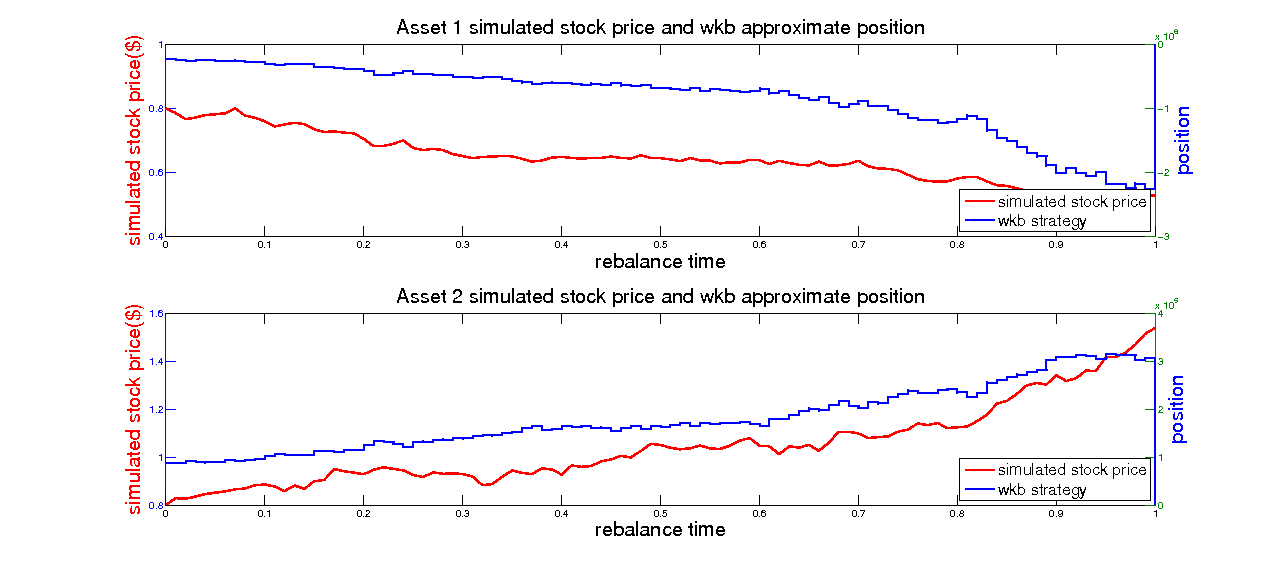 Asset 1 simulated stock price and wkb approximate position
simulated stock price($)
1
0.8
0.6
0.4
0
-1
-2
-3
position
simulated stock price
wkb strategy
0 0.1 0.2 0.3 0.4 0.5 0.6 0.7 0.8 0.9 1
rebalance time
Asset 2 simulated stock price and wkb approximate position
simulated stock price($)
1.6
1.4
1.2
1
0.8
4
3
2
1
0
position
simulated stock price
wkb strategy
0 0.1 0.2 0.3 0.4 0.5 0.6 0.7 0.8 0.9 1
rebalance time